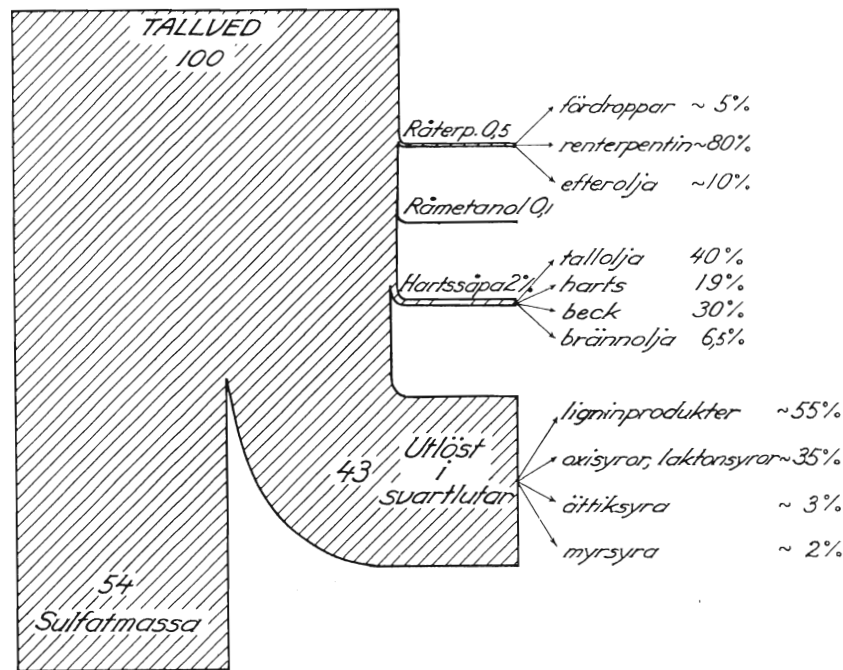 TALLVED
100
Råterp. 0,5
fördroppar ~ 5%
renterpentin ~80%
efterolja ~10%
Råmetanol 0,1
Hartssåpa 2%
tallolja 40%
harts 19%
beck 30%
brännolja 6,5%
43
Utlöst
i
svartlutar
ligninprodukter ~55%
oxisyror, laktonsyror ~35%
ättiksyra ~ 3%
myrsyra ~ 2%
54
Sulfatmassa